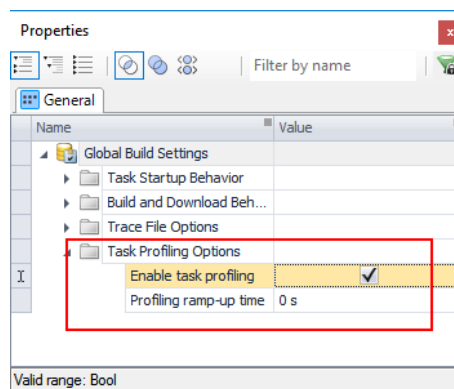 Properties
x
Filter by name
General
Name Value
Global Build Settings
Task Startup Behavior
Build and Download Beh...
Trace File Options
Task Profiling Options
Enable task profiling
Profiling ramp-up time 0 s
Valid range: Bool